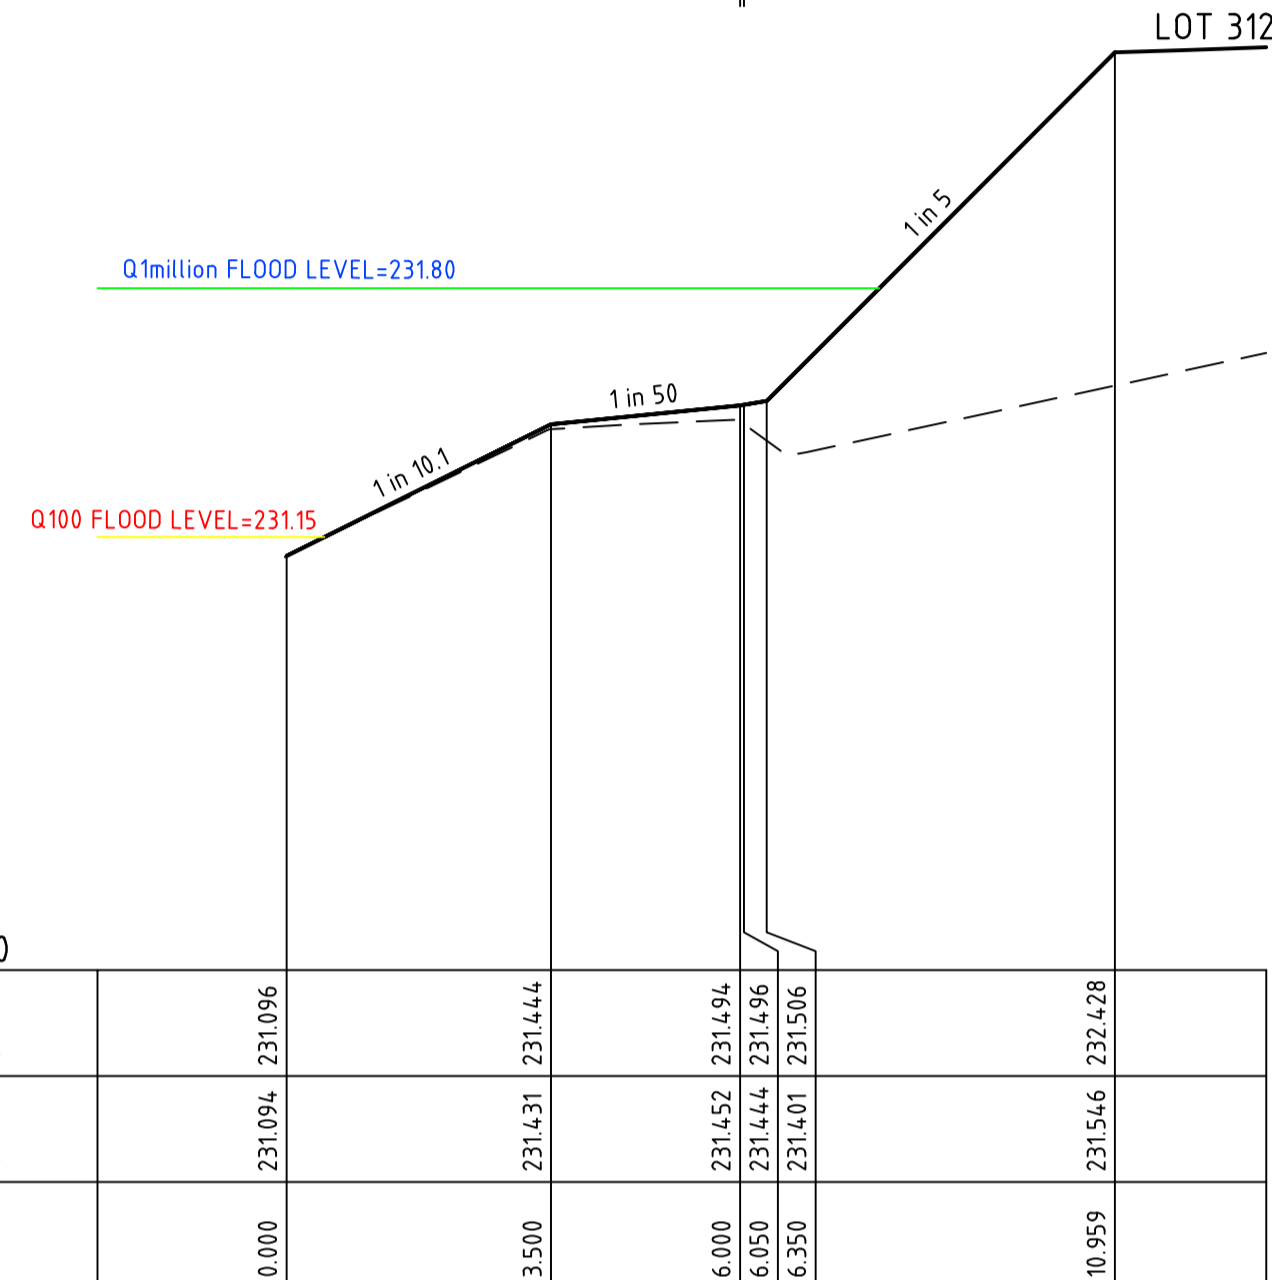 LOT 312
1 in 5
Q1million FLOOD LEVEL=231.80
1 in 50
1 in 10.1
Q100 FLOOD LEVEL=231.15
231.096 231.444 231.494 231.496 231.506 232.428
231.094 231.431 231.452 231.444 231.401 231.546
0.000 3.500 6.000 6.050 6.350 10.959